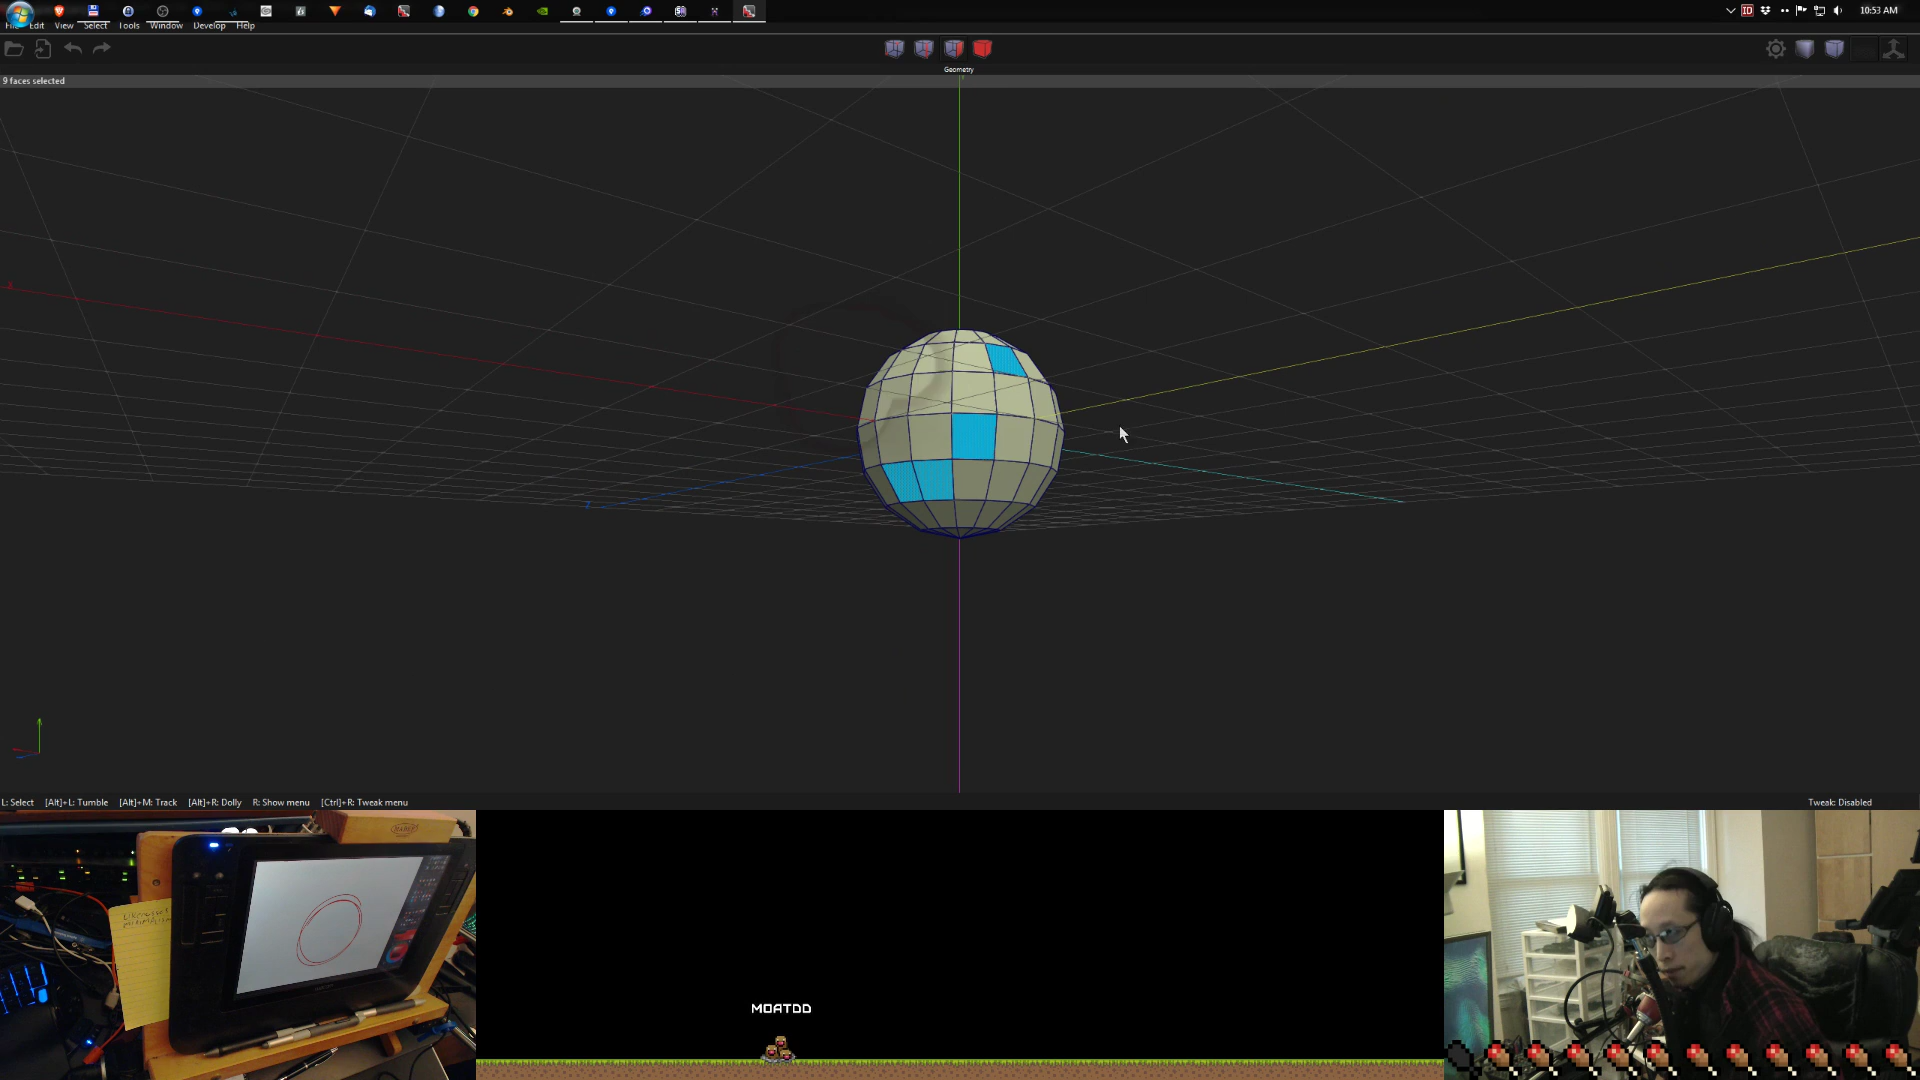 10:53 AM
Edit View Select Tools Window Develop Help
Geometry
9 faces selected
L: Select [Alt]+L: Tumble [Alt]+M: Track [Alt]+R: Dolly R: Show menu [Ctrl]+R: Tweak menu
Tweak: Disabled
MOATDD